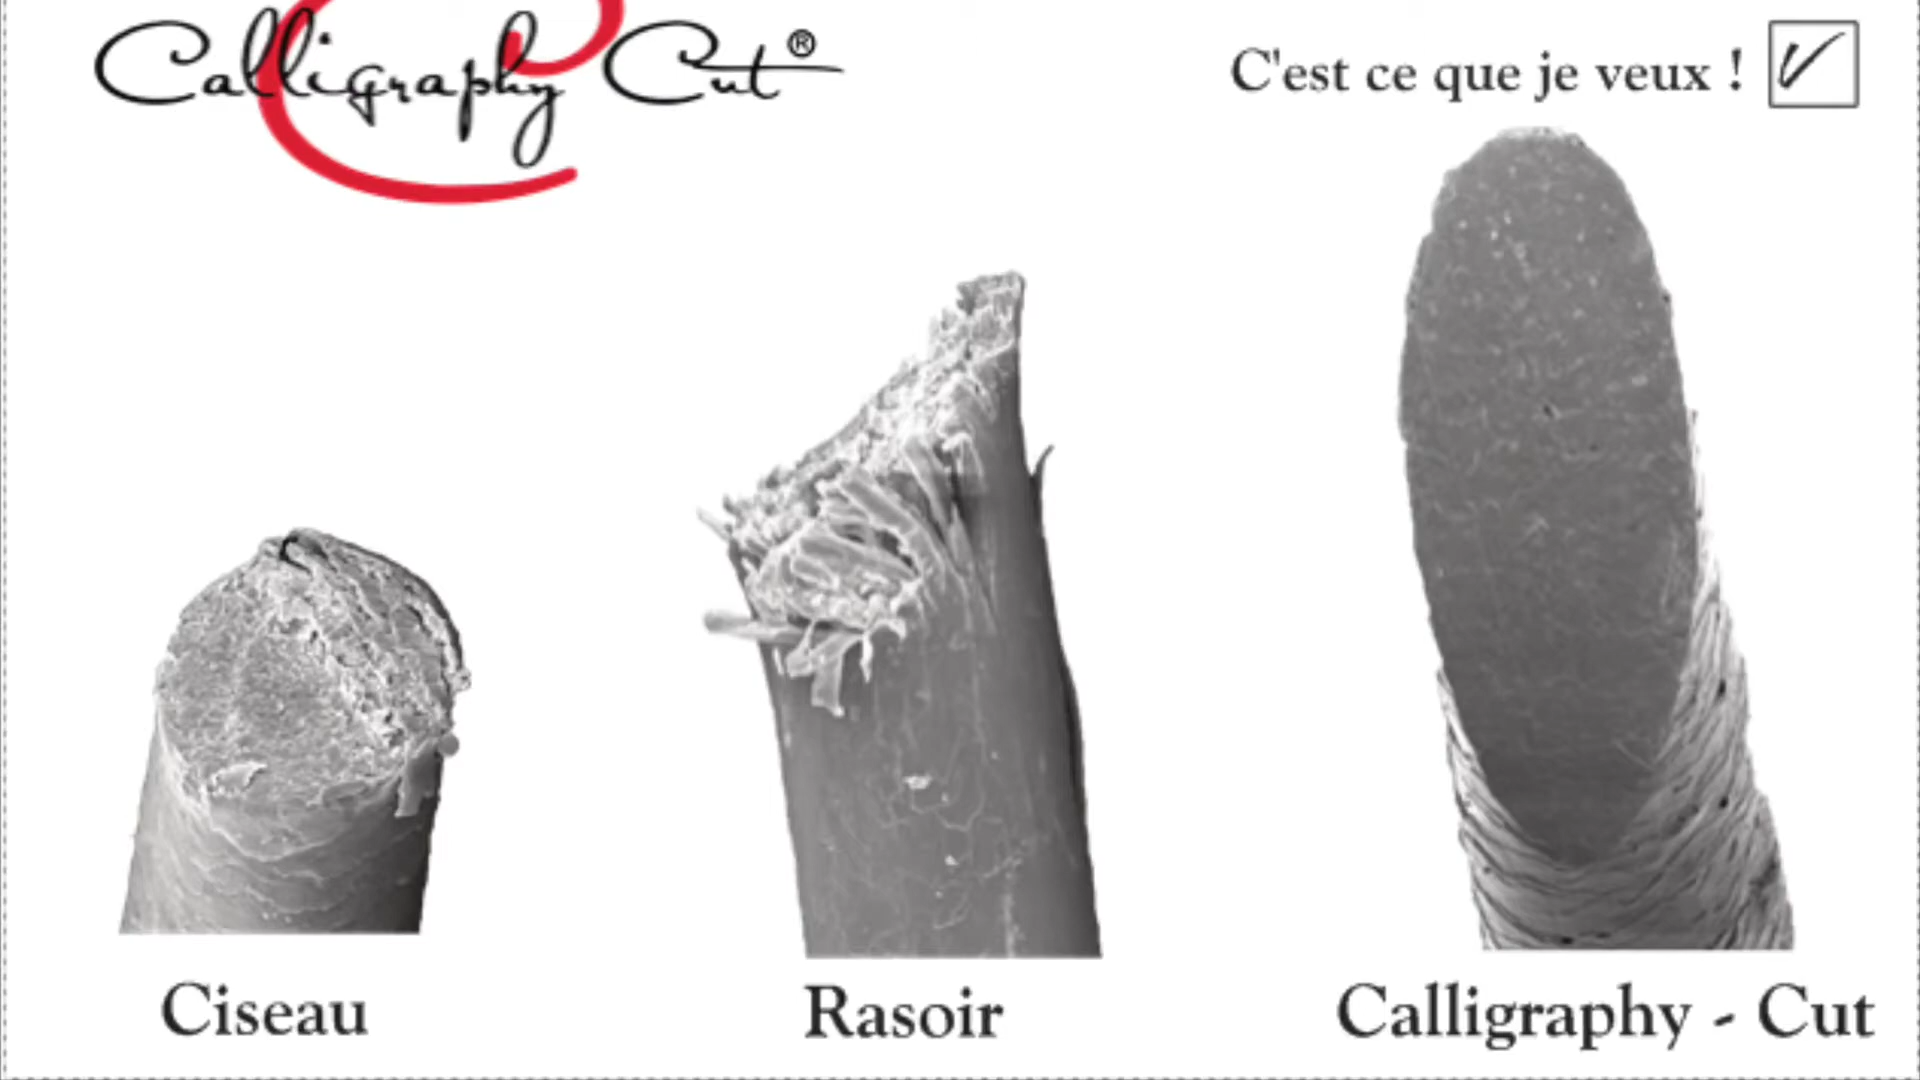 Calligraphy Cut®
C'est ce que je veux !
Ciseau
Rasoir
Calligraphy - Cut